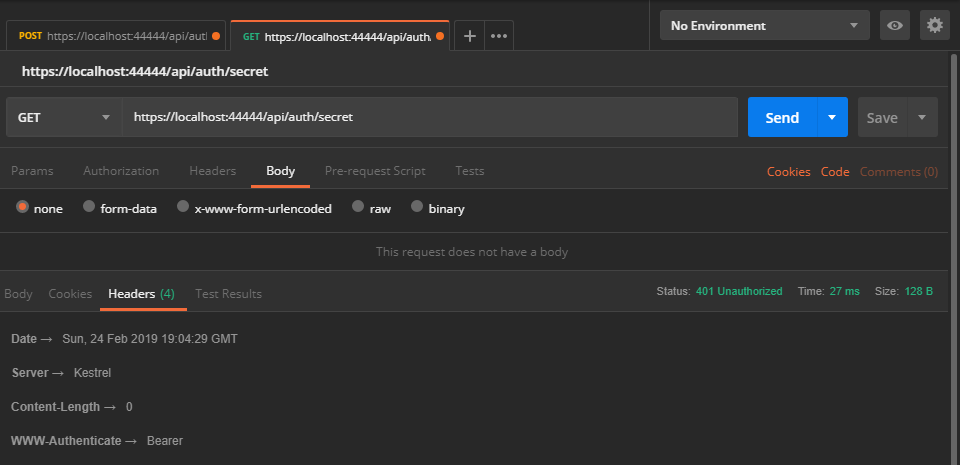 POST https://localhost:44444/api/aut GET https://localhost:44444/api/auth No Environment
https://localhost:44444/api/auth/secret
GET https://localhost:44444/api/auth/secret Send Save
Params Authorization Headers Body Pre-request Script Tests Cookies Code Comments (0)
none form-data x-www-form-urlencoded raw binary
This request does not have a body
Body Cookies Headers (4) Test Results Status: 401 Unauthorized Time: 27 ms Size: 128 B
Date → Sun, 24 Feb 2019 19:04:29 GMT
Server → Kestrel
Content-Length → 0
WWW-Authenticate → Bearer